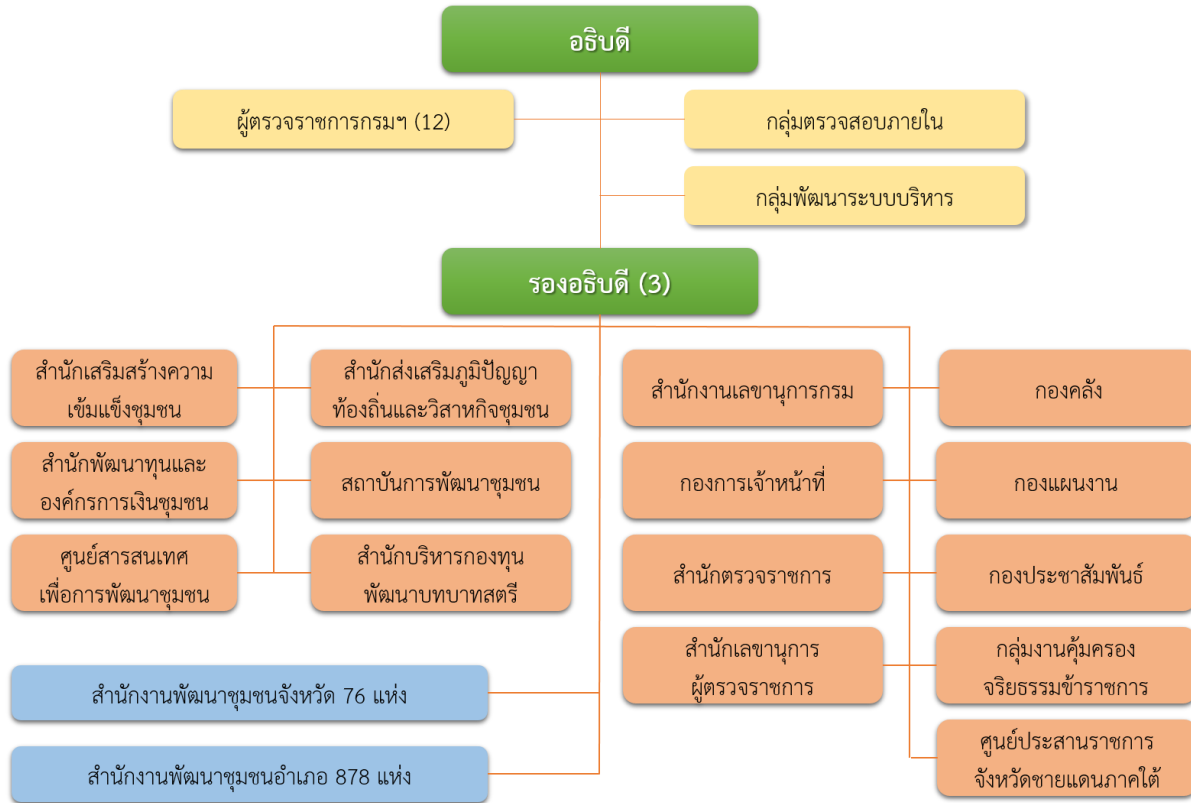 อธิบดี
ผู้ตรวจราชการกรมฯ (12)
กลุ่มตรวจสอบภายใน
กลุ่มพัฒนาระบบบริหาร
รองอธิบดี (3)
สำนักเสริมสร้างความ
เข้มแข็งชุมชน
สำนักส่งเสริมภูมิปัญญา
ท้องถิ่นและวิสาหกิจชุมชน
สำนักงานเลขานุการกรม
กองคลัง
สำนักพัฒนาทุนและ
องค์กรการเงินชุมชน
สถาบันการพัฒนาชุมชน
กองการเจ้าหน้าที่
กองแผนงาน
ศูนย์สารสนเทศ
เพื่อการพัฒนาชุมชน
สำนักบริหารกองทุน
พัฒนาบทบาทสตรี
สำนักตรวจราชการ
กองประชาสัมพันธ์
สำนักเลขานุการ
ผู้ตรวจราชการ
กลุ่มงานคุ้มครอง
จริยธรรมข้าราชการ
สำนักงานพัฒนาชุมชนจังหวัด 76 แห่ง
ศูนย์ประสานราชการ
จังหวัดชายแดนภาคใต้
สำนักงานพัฒนาชุมชนอำเภอ 878 แห่ง